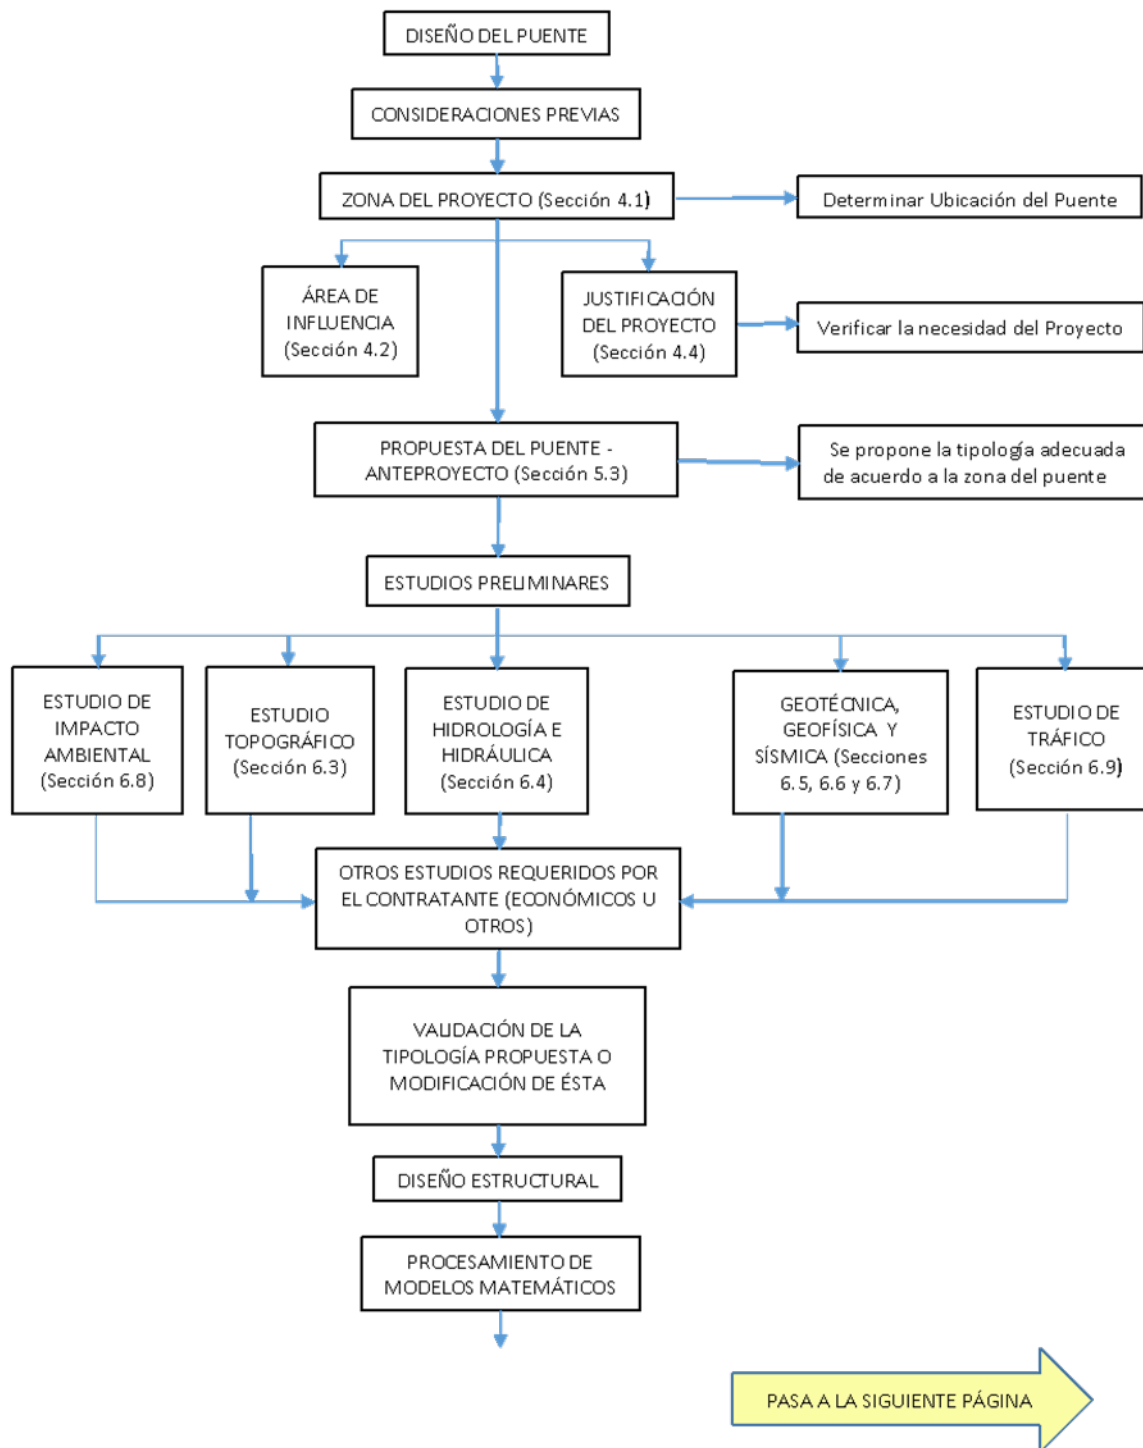 DISEÑO DEL PUENTE
CONSIDERACIONES PREVIAS
ZONA DEL PROYECTO (Sección 4.1)
Determinar Ubicación del Puente
ÁREA DE
INFLUENCIA
(Sección 4.2)
JUSTIFICACIÓN
DEL PROYECTO
(Sección 4.4)
Verificar la necesidad del Proyecto
PROPUESTA DEL PUENTE -
ANTEPROYECTO (Sección 5.3)
Se propone la tipología adecuada
de acuerdo a la zona del puente
ESTUDIOS PRELIMINARES
ESTUDIO DE
IMPACTO
AMBIENTAL
(Sección 6.8)
ESTUDIO
TOPOGRÁFICO
(Sección 6.3)
ESTUDIO DE
HIDROLOGÍA E
HIDRÁULICA
(Sección 6.4)
GEOTÉCNICA,
GEOFÍSICA Y
SÍSMICA (Secciones
6.5, 6.6 y 6.7)
ESTUDIO DE
TRÁFICO
(Sección 6.9)
OTROS ESTUDIOS REQUERIDOS POR
EL CONTRATANTE (ECONÓMICOS U
OTROS)
VALIDACIÓN DE LA
TIPOLOGÍA PROPUESTA O
MODIFICACIÓN DE ÉSTA
DISEÑO ESTRUCTURAL
PROCESAMIENTO DE
MODELOS MATEMÁTICOS
PASA A LA SIGUIENTE PÁGINA